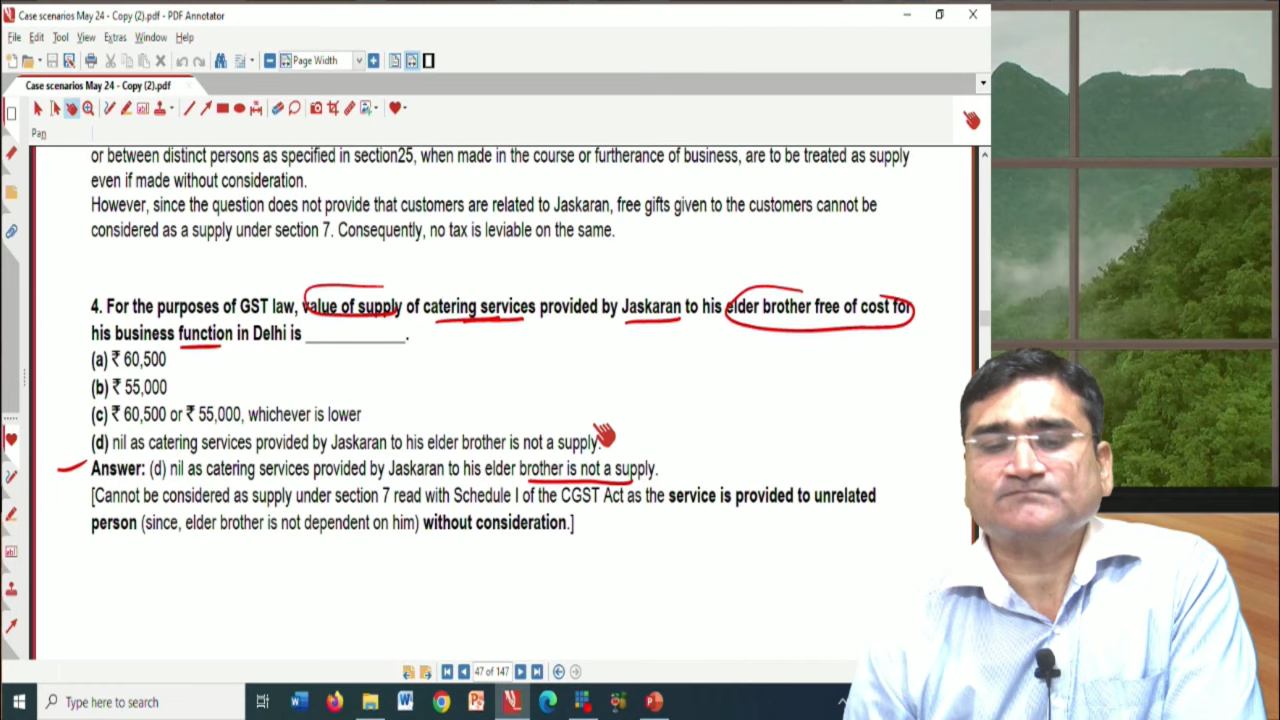 Case scenarios May 24 - Copy (2).pdf - PDF Annotator
File Edit Tool View Extras Window Help
Page Width
Case scenarios May 24 - Copy (2).pdf
Pan
or between distinct persons as specified in section25, when made in the course or furtherance of business, are to be treated as supply
even if made without consideration.
However, since the question does not provide that customers are related to Jaskaran, free gifts given to the customers cannot be
considered as a supply under section 7. Consequently, no tax is leviable on the same.
4. For the purposes of GST law, value of supply of catering services provided by Jaskaran to his elder brother free of cost for
his business function in Delhi is ______________.
(a) ₹ 60,500
(b) ₹ 55,000
(c) ₹ 60,500 or ₹ 55,000, whichever is lower
(d) nil as catering services provided by Jaskaran to his elder brother is not a supply.
Answer: (d) nil as catering services provided by Jaskaran to his elder brother is not a supply.
[Cannot be considered as supply under section 7 read with Schedule I of the CGST Act as the service is provided to unrelated
person (since, elder brother is not dependent on him) without consideration.]
47 of 147
Type here to search